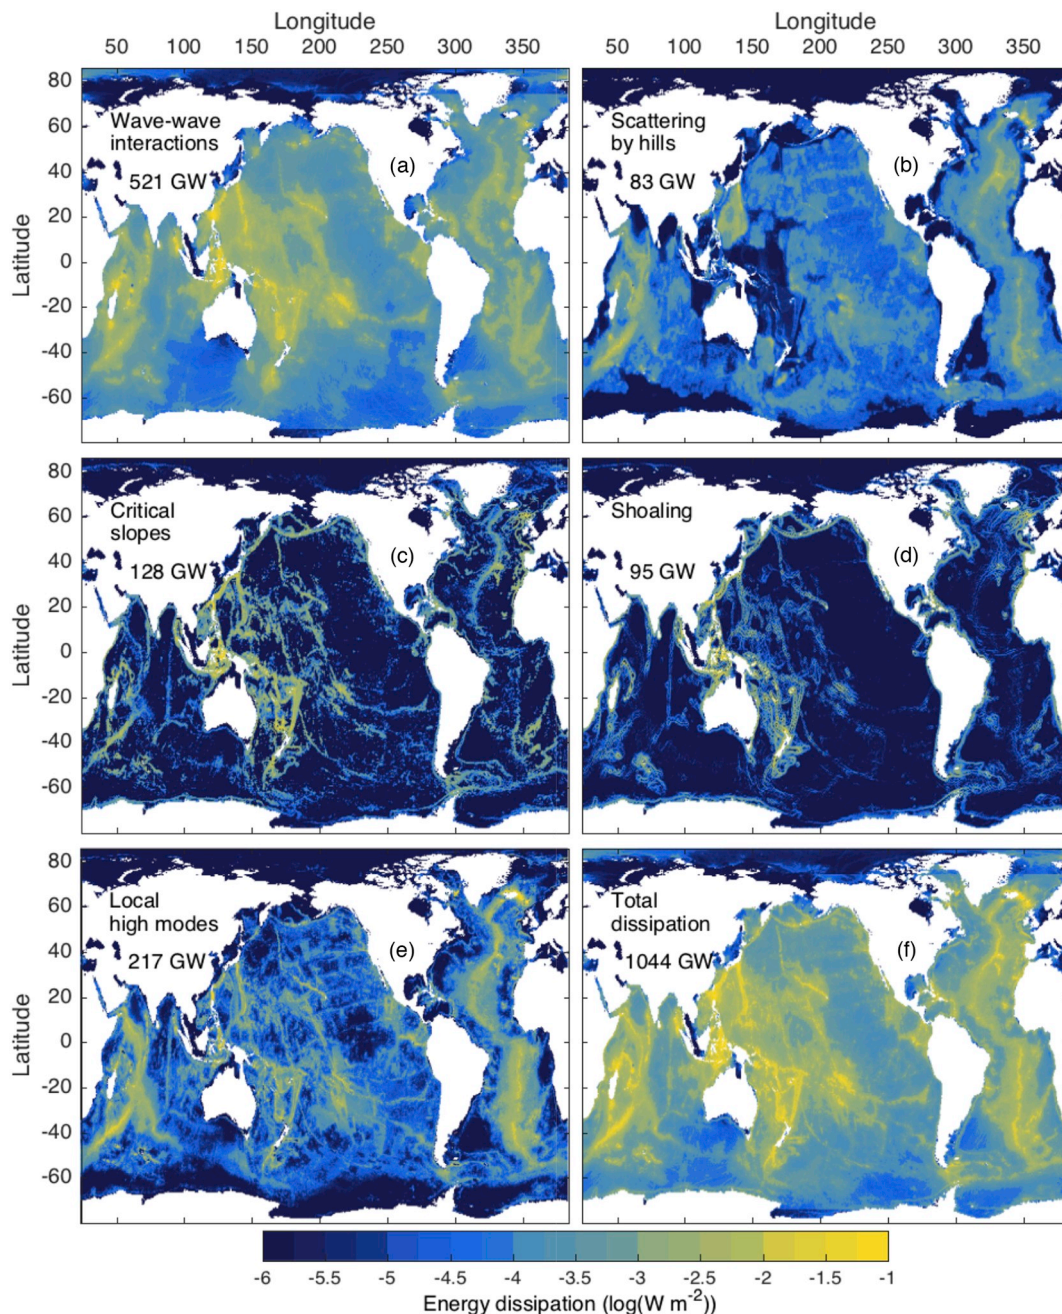 Longitude
Longitude
50 100 150 200 250 300 350
50 100 150 200 250 300 350
Latitude
80
60
40
20
0
-20
-40
-60
Wave-wave
interactions
521 GW
(a)
Scattering
by hills
83 GW
(b)
Latitude
80
60
40
20
0
-20
-40
-60
Critical
slopes
128 GW
(c)
Shoaling
95 GW
(d)
Latitude
80
60
40
20
0
-20
-40
-60
Local
high modes
217 GW
(e)
Total
dissipation
1044 GW
(f)
-6 -5.5 -5 -4.5 -4 -3.5 -3 -2.5 -2 -1.5 -1
Energy dissipation (log(W m⁻²))